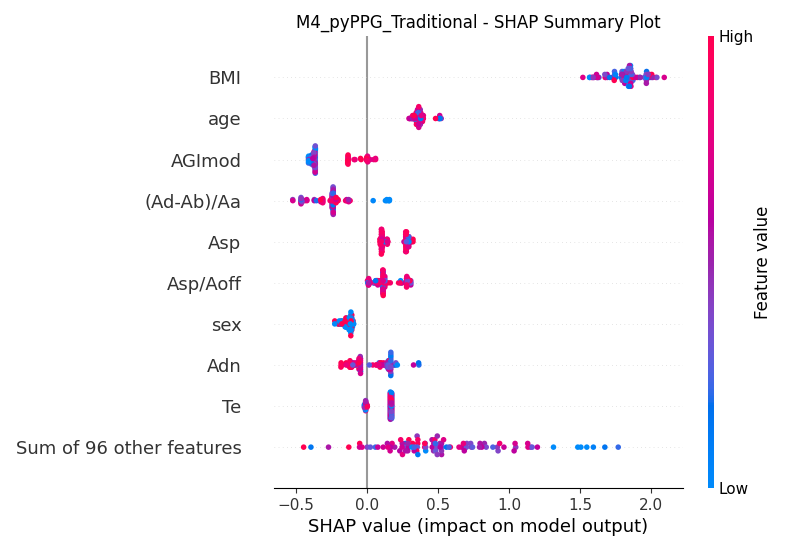 M4_pyPPG_Traditional - SHAP Summary Plot
High
BMI
age
AGImod
(Ad-Ab)/Aa
Asp
Asp/Aoff
sex
Adn
Te
Sum of 96 other features
Feature value
Low
−0.5 0.0 0.5 1.0 1.5 2.0
SHAP value (impact on model output)